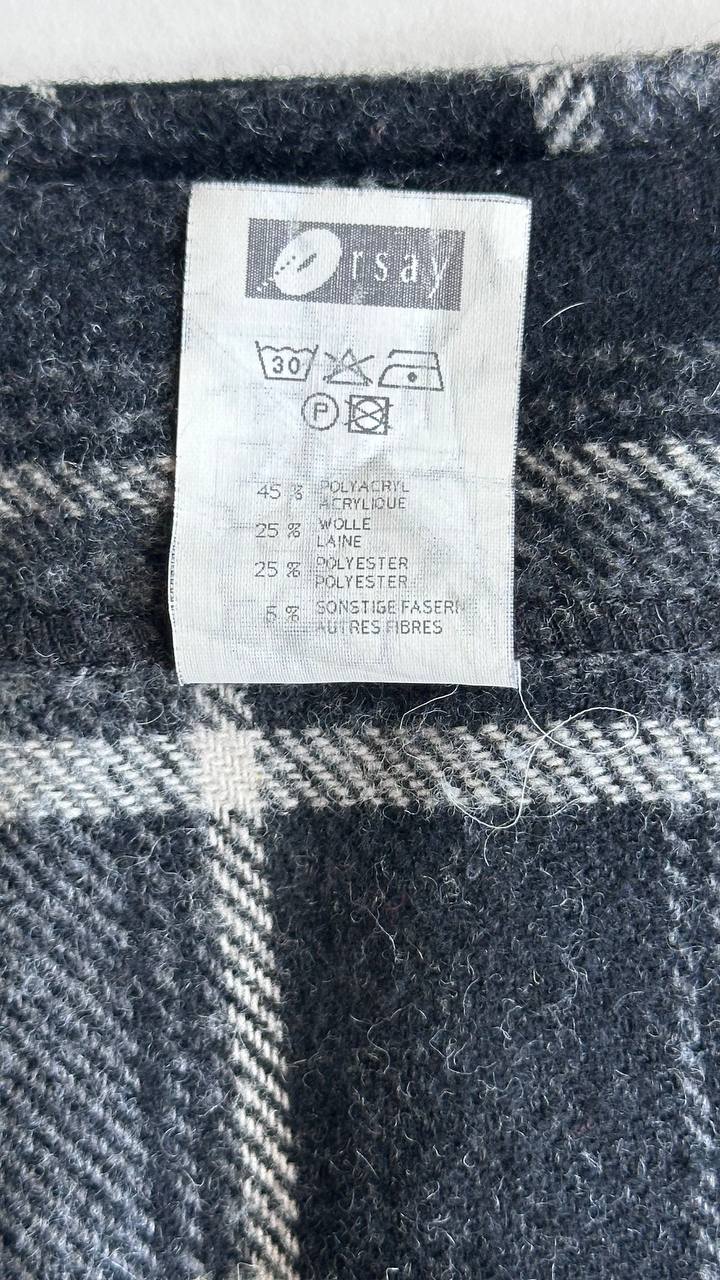 Orsay
30
P
45 % POLYACRYL
ACRYLIQUE
25 % WOLLE
LAINE
25 % POLYESTER
POLYESTER
5 % SONSTIGE FASERN
AUTRES FIBRES